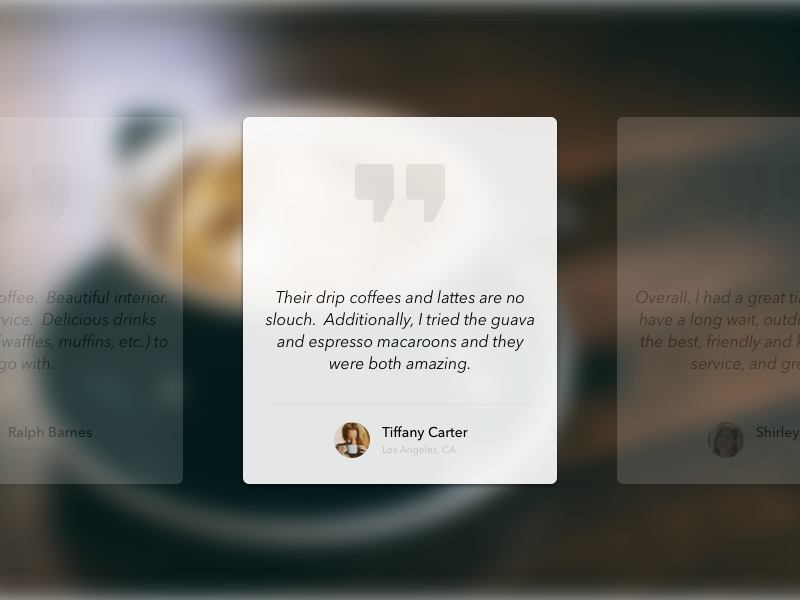 offee. Beautiful interior.
rvice. Delicious drinks
waffles, muffins, etc.) to
go with.
Ralph Barnes
Their drip coffees and lattes are no
slouch. Additionally, I tried the guava
and espresso macaroons and they
were both amazing.
Tiffany Carter
Los Angeles, CA
Overall, I had a great ti
have a long wait, outd
the best, friendly and k
service, and gre
Shirley